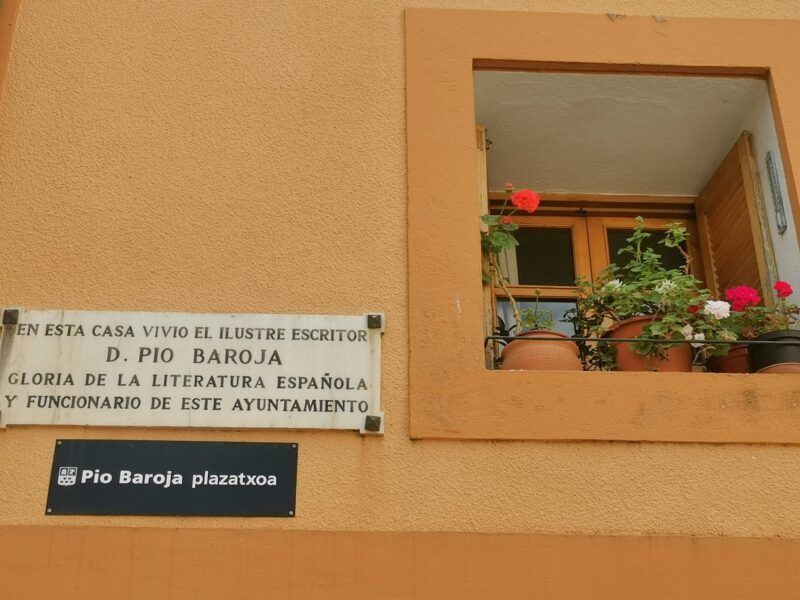 EN ESTA CASA VIVIO EL ILUSTRE ESCRITOR
D. PIO BAROJA
GLORIA DE LA LITERATURA ESPAÑOLA
Y FUNCIONARIO DE ESTE AYUNTAMIENTO
Pio Baroja plazatxoa